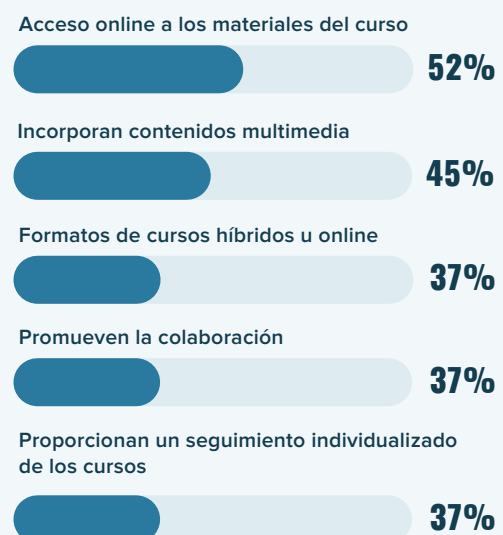 Acceso online a los materiales del curso
52%
Incorporan contenidos multimedia
45%
Formatos de cursos híbridos u online
37%
Promueven la colaboración
37%
Proporcionan un seguimiento individualizado
de los cursos
37%